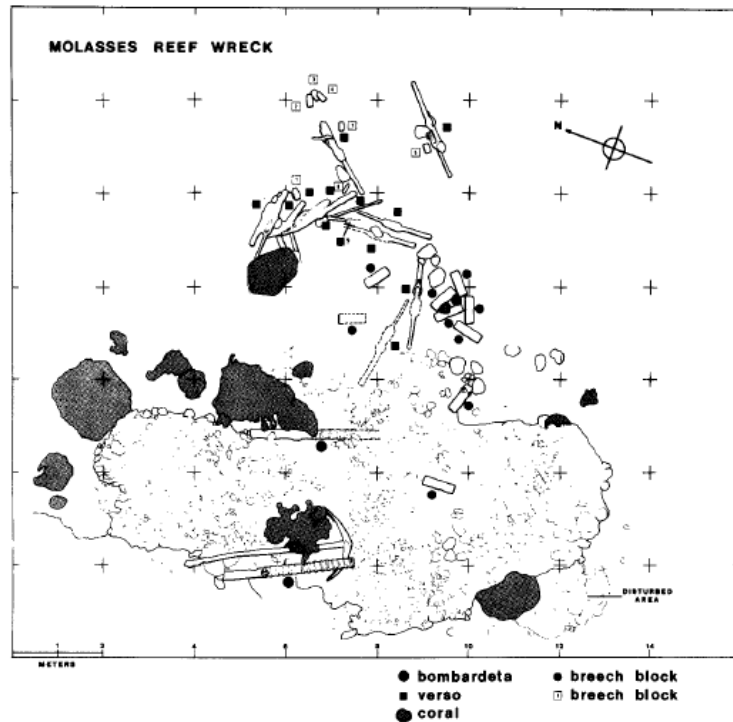 MOLASSES REEF WRECK
N
DISTURBED
AREA
1 3 4 6 8 10 12 14
METERS
bombardeta
breech block
verso
breech block
coral